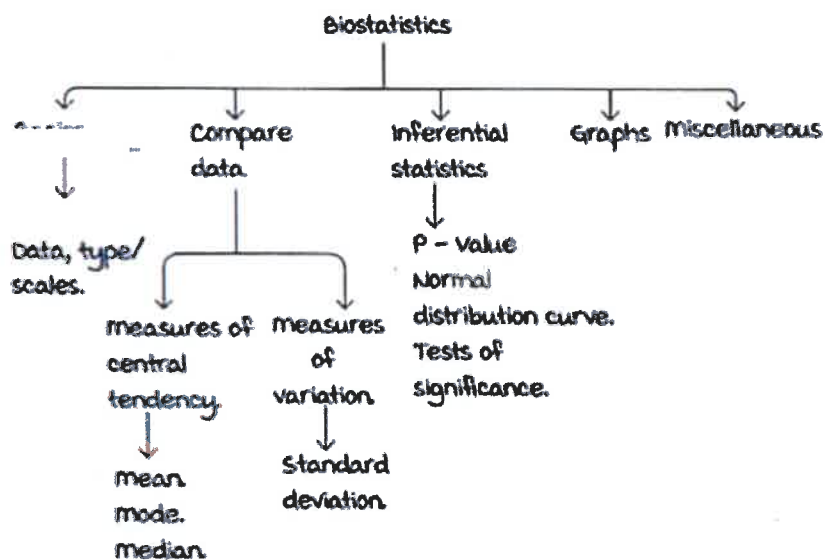 Biostatistics
Compare
data
Inferential
statistics
Graphs
Miscellaneous
Data, type/
scales.
measures of
central
tendency.
mean
mode.
median
measures
of
variation
Standard
deviation
P - value
Normal
distribution curve.
Tests of
significance.